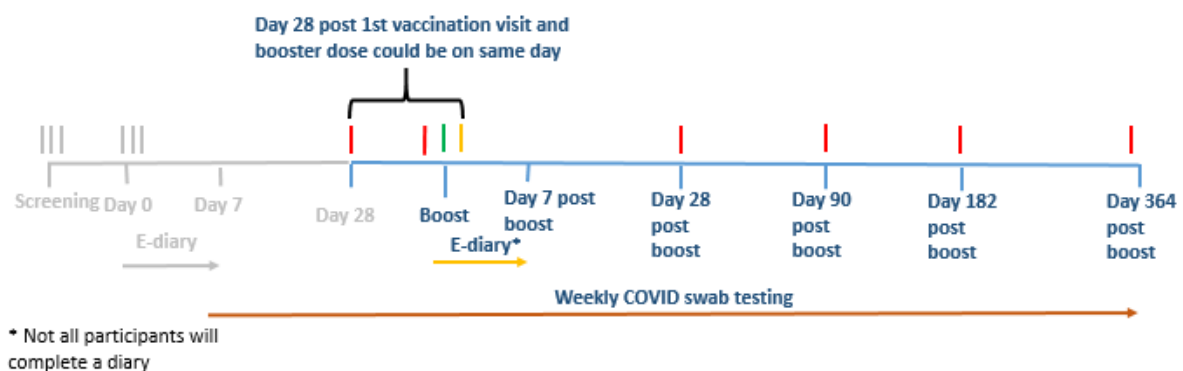 Day 28 post 1st vaccination visit and
booster dose could be on same day
Screening
Day 0
Day 7
Day 28
Boost
Day 7 post
boost
Day 28
post
boost
Day 90
post
boost
Day 182
post
boost
Day 364
post
boost
E-diary
E-diary*
Weekly COVID swab testing
* Not all participants will
complete a diary